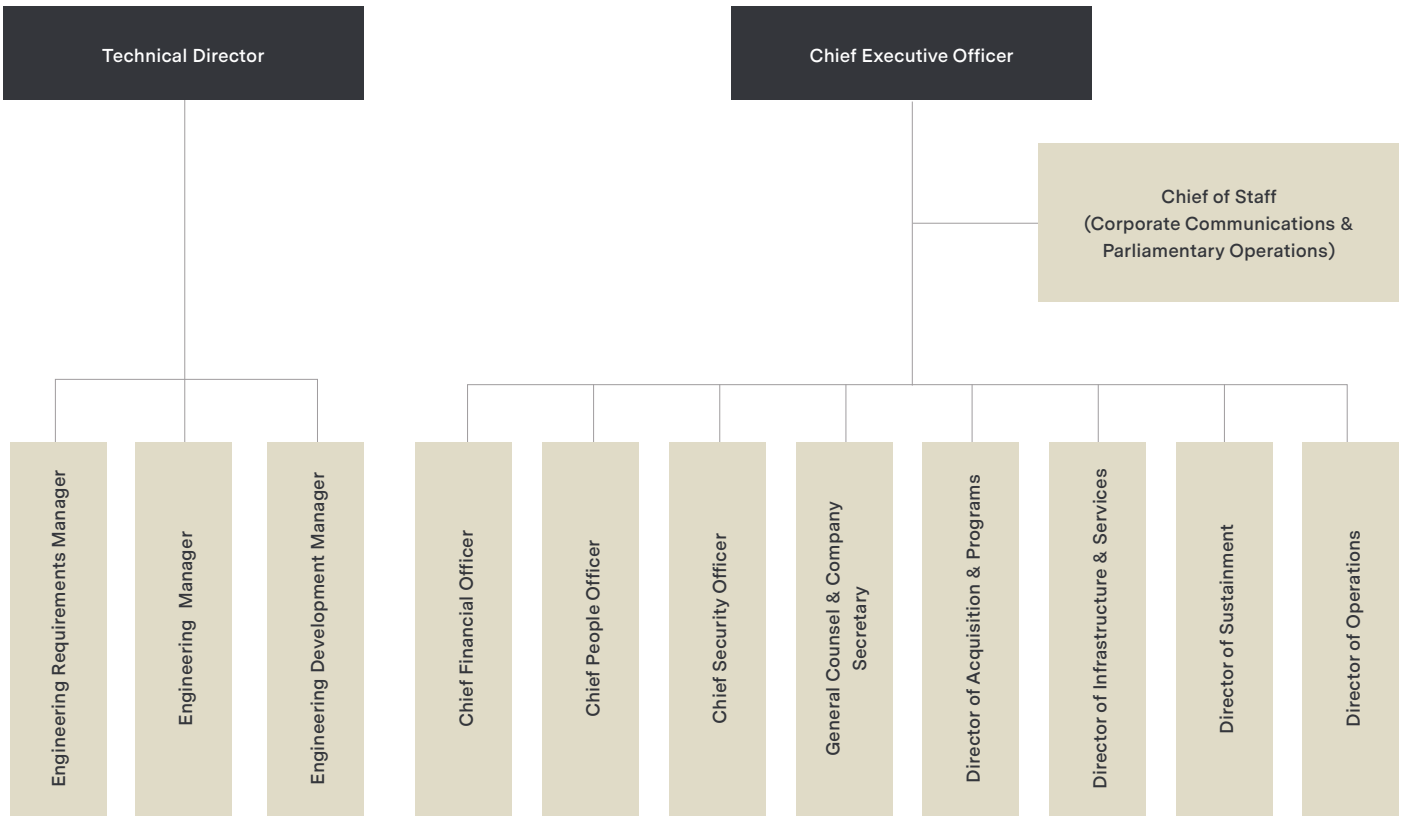 Technical Director
Chief Executive Officer
Chief of Staff
(Corporate Communications &
Parliamentary Operations)
Engineering Requirements Manager
Engineering Manager
Engineering Development Manager
Chief Financial Officer
Chief People Officer
Chief Security Officer
General Counsel & Company
Secretary
Director of Acquisition & Programs
Director of Infrastructure & Services
Director of Sustainment
Director of Operations